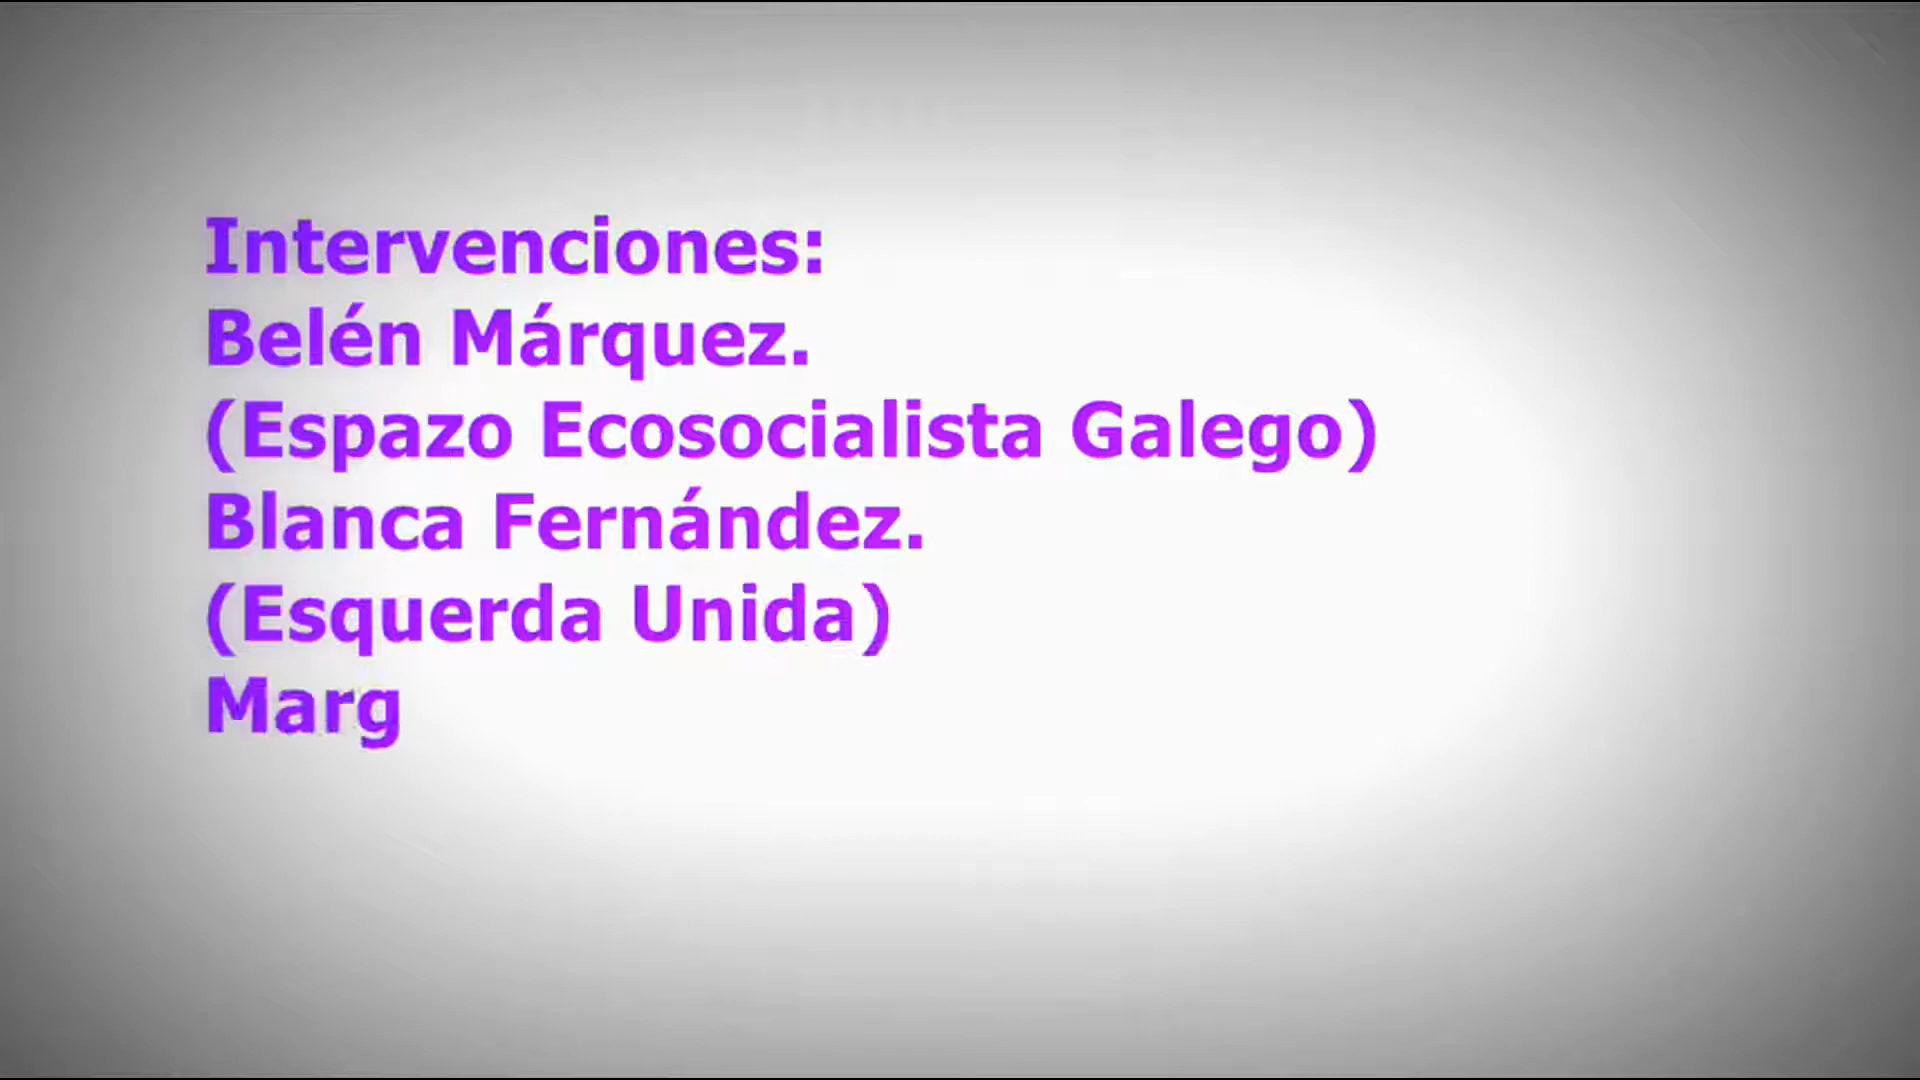 Intervenciones:
Belén Márquez.
(Espazo Ecosocialista Galego)
Blanca Fernández.
(Esquerda Unida)
Marg